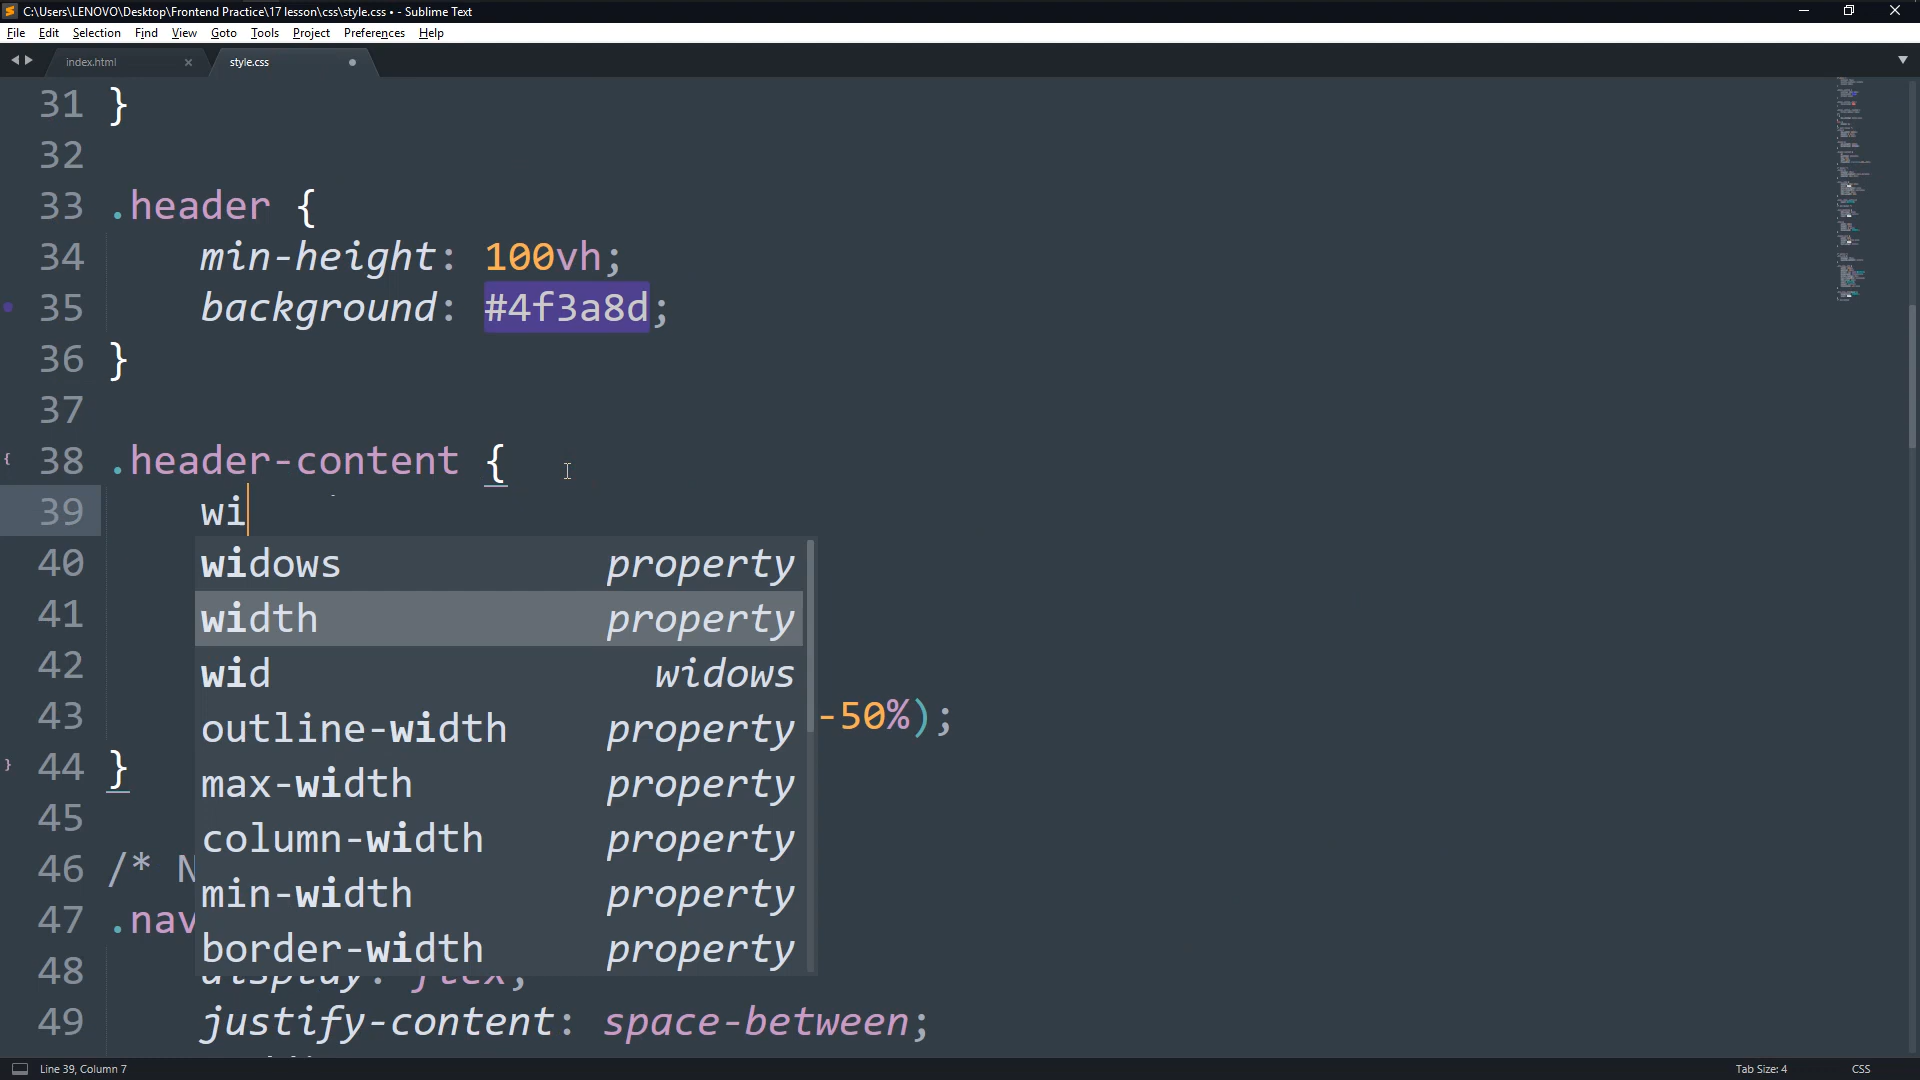 C:\Users\LENOVO\Desktop\Frontend Practice\17 lesson\css\style.css • - Sublime Text
File Edit Selection Find View Goto Tools Project Preferences Help
index.html style.css
31 }
32
33 .header {
34 min-height: 100vh;
35 background: #4f3a8d;
36 }
37
38 .header-content {
39 wi
40 widows property
41 width property
42 wid widows
43 outline-width property -50%);
44 } max-width property
45 column-width property
46 /* N min-width property
47 .nav border-width property
48 display: flex;
49 justify-content: space-between;
Line 39, Column 7 Tab Size: 4 CSS